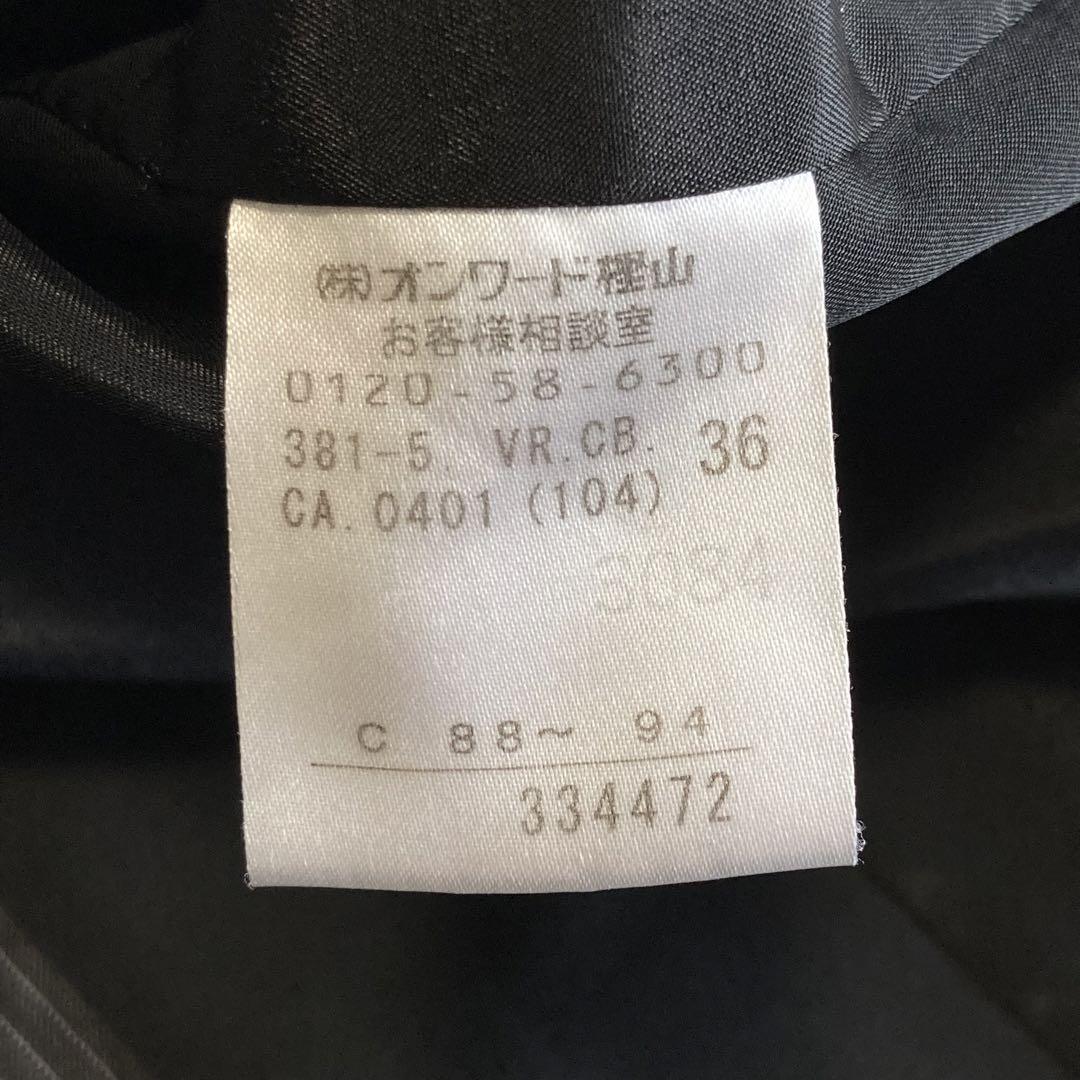 ㈱オンワード樫山
お客様相談室
0120-58-6300
381-5. VR.CB. 36
CA. 0401 (104)
3084
C 88~ 94
334472